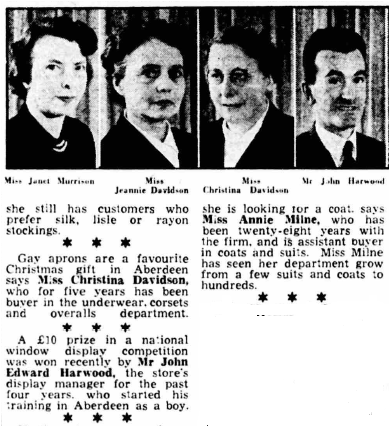 Miss Janet Morrison
Miss
Jeannie Davidson
Miss
Christina Davidson
Mr John Harwood
she still has customers who
prefer silk, lisle or rayon
stockings.
* * *
Gay aprons are a favourite
Christmas gift in Aberdeen
says Miss Christina Davidson,
who for five years has been
buyer in the underwear, corsets
and overalls department.
* * *
A £10 prize in a national
window display competition
was won recently by Mr John
Edward Harwood, the store's
display manager for the past
four years, who started his
training in Aberdeen as a boy.
* * *
she is looking for a coat, says
Miss Annie Milne, who has
been twenty-eight years with
the firm, and is assistant buyer
in coats and suits. Miss Milne
has seen her department grow
from a few suits and coats to
hundreds.
* * *